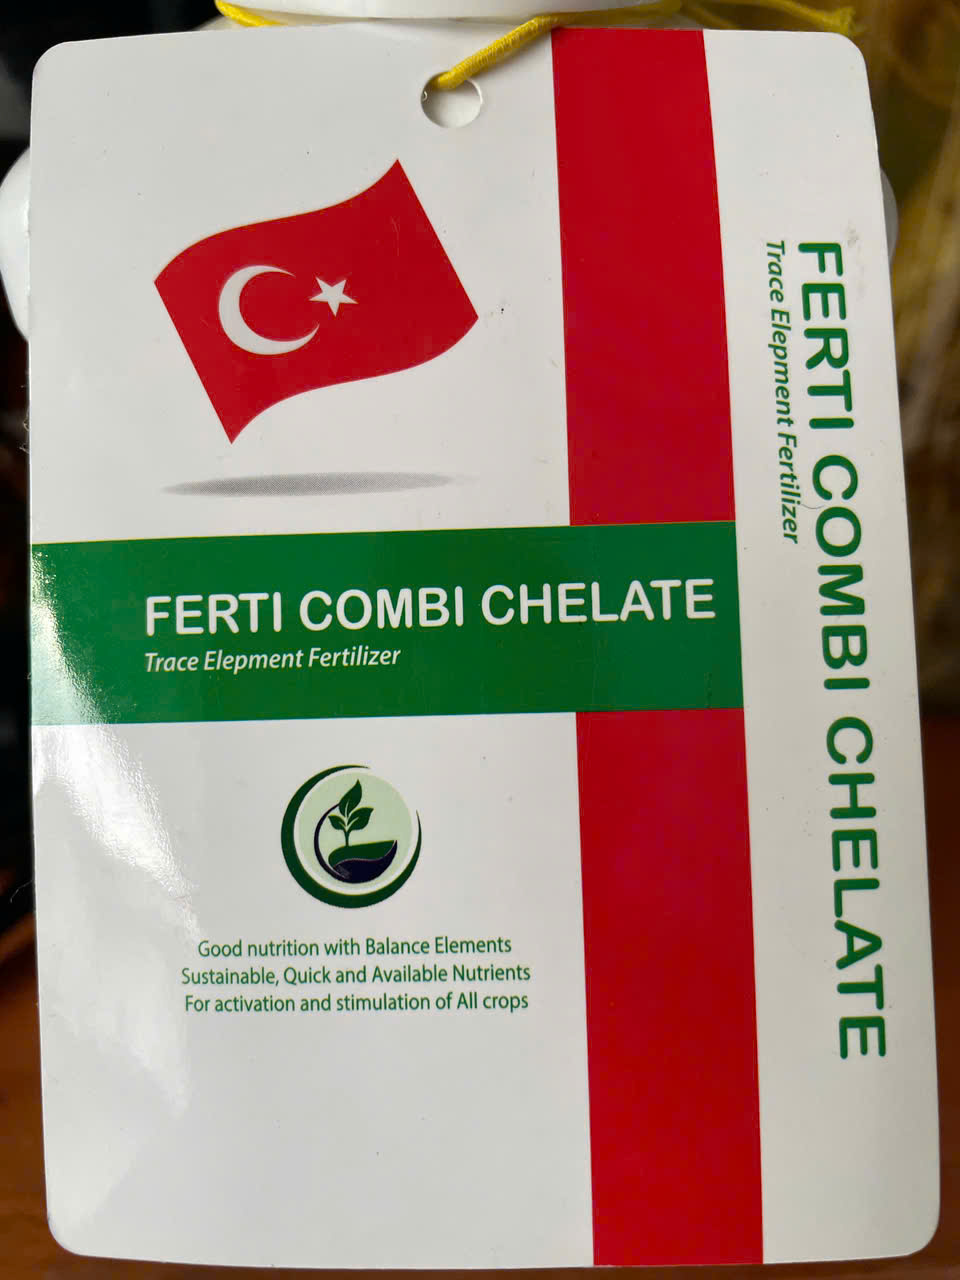 FERTI COMBI CHELATE
Trace Elepment Fertilizer
Good nutrition with Balance Elements
Sustainable, Quick and Available Nutrients
For activation and stimulation of All crops
FERTI COMBI CHELATE
Trace Elepment Fertilizer